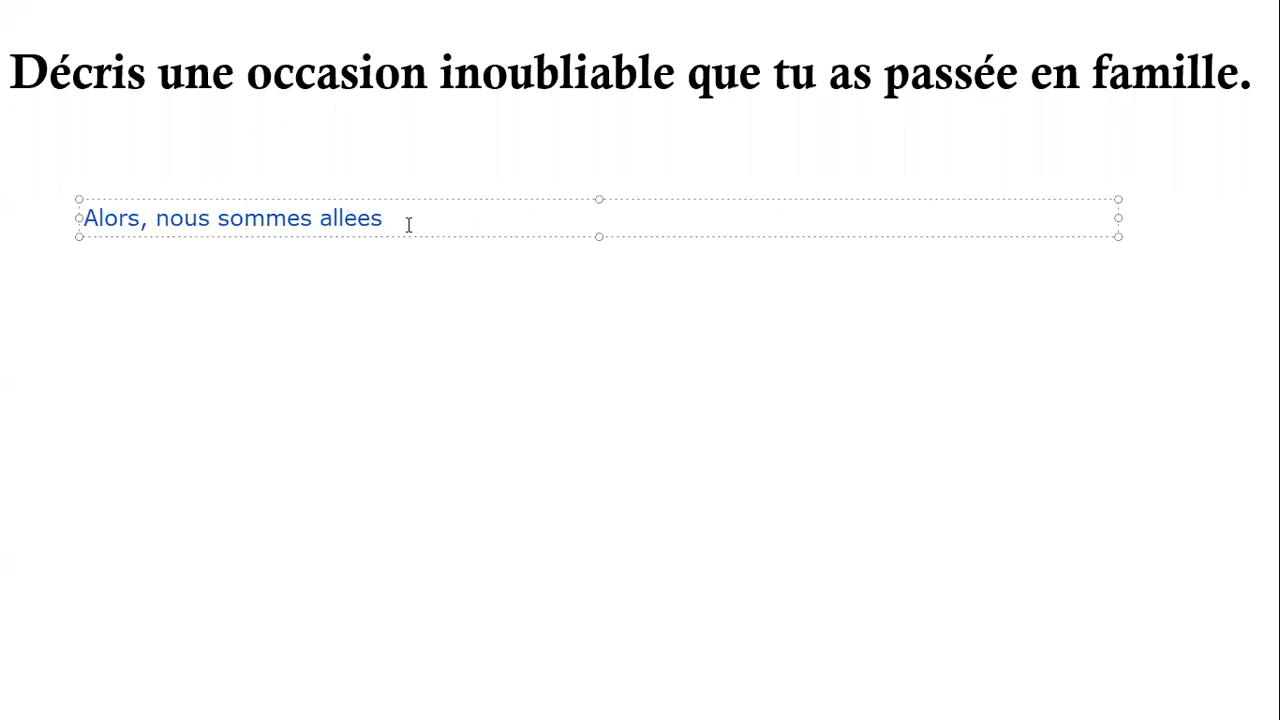 Décris une occasion inoubliable que tu as passée en famille.
Alors, nous sommes allees